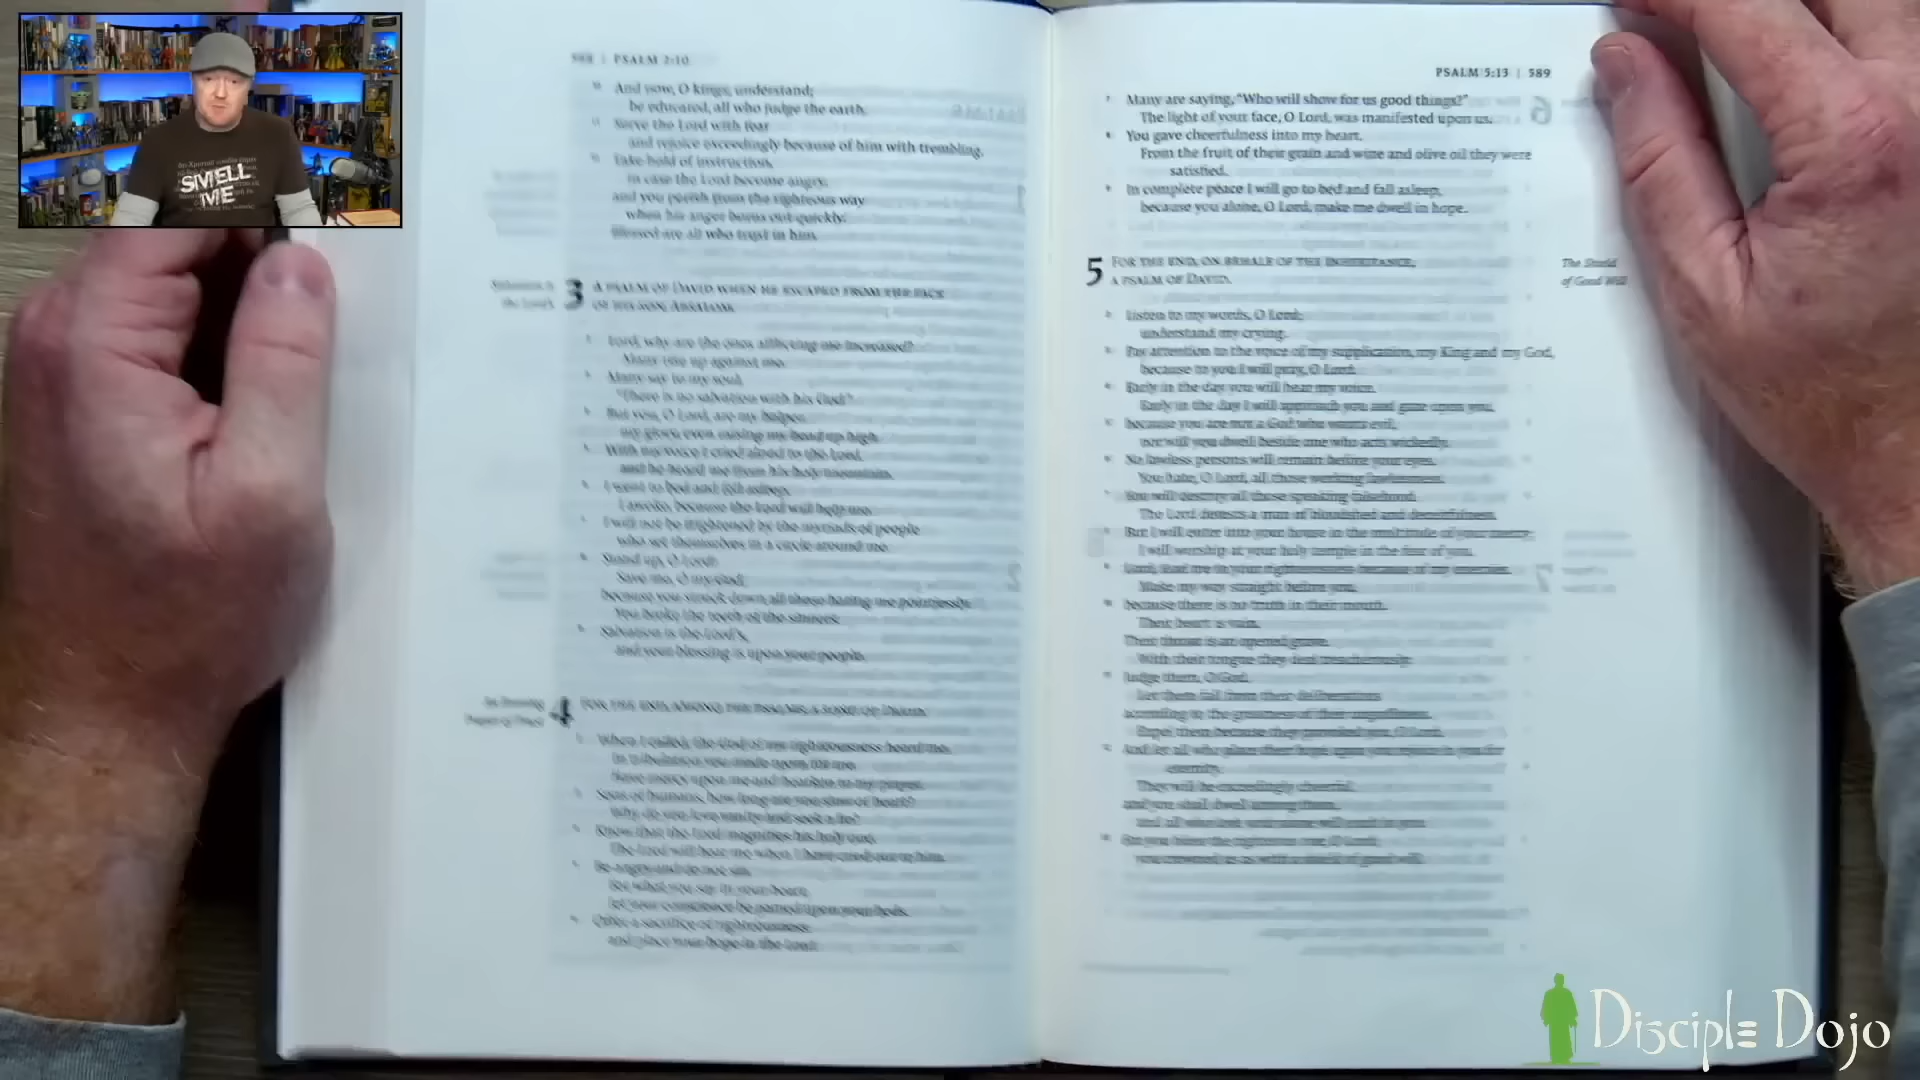 SMELL
ME
588 | PSALM 2:10
And now, O kings, understand;
be educated, all who judge the earth.
Serve the Lord with fear
and rejoice exceedingly because of him with trembling.
Take hold of instruction,
in case the Lord become angry,
and you perish from the righteous way
when his anger burns out quickly.
Blessed are all who trust in him.
3 A PSALM OF DAVID WHEN HE ESCAPED FROM THE FACE
OF HIS SON, ABSALOM.
Lord, why are the ones afflicting me increased?
Many rise up against me.
Many say to my soul,
"There is no salvation with his God!"
But you, O Lord, are my helper,
my glory, even raising my head up high.
With my voice I cried aloud to the Lord,
and he heard me from his holy mountain.
I went to bed and fell asleep.
I awoke, because the Lord will help me.
I will not be frightened by the myriads of people
who set themselves in a circle around me.
Stand up, O Lord!
Save me, O my God,
because you struck down all those hating me pointlessly.
You broke the teeth of the sinners.
Salvation is the Lord's,
and your blessing is upon your people.
4 FOR THE END, AMONG THE PSALMS, A SONG OF DAVID.
When I called, the God of my righteousness heard me.
In tribulation you made room for me.
Have mercy upon me and hearken to my prayer.
Sons of humans, how long are you slow of heart?
Why do you love vanity and seek a lie?
Know that the Lord magnifies his holy one.
The Lord will hear me when I have cried out to him.
Be angry and do not sin.
For what you say in your heart,
let your conscience be pained upon your beds.
Offer a sacrifice of righteousness
and place your hope in the Lord.
PSALM 5:13 | 589
7 Many are saying, "Who will show for us good things?"
The light of your face, O Lord, was manifested upon us.
8 You gave cheerfulness into my heart.
From the fruit of their grain and wine and olive oil they were
satisfied.
9 In complete peace I will go to bed and fall asleep,
because you alone, O Lord, make me dwell in hope.
5 FOR THE END, ON BEHALF OF THE INHERITANCE,
A PSALM OF DAVID.
The Shield
of Good Will
Listen to my words, O Lord;
understand my crying.
Pay attention to the voice of my supplication, my King and my God,
because to you I will pray, O Lord.
Early in the day you will hear my voice.
Early in the day I will approach you and gaze upon you,
because you are not a God who wants evil,
nor will you dwell beside one who acts wickedly.
No lawless persons will remain before your eyes.
You hate, O Lord, all those working lawlessness.
You will destroy all those speaking falsehood.
The Lord detests a man of bloodshed and deceitfulness.
But I will enter into your house in the multitude of your mercy;
I will worship at your holy temple in the fear of you.
Lord, lead me in your righteousness because of my enemies.
Make my way straight before you,
because there is no truth in their mouth.
Their heart is vain.
Their throat is an opened grave.
With their tongue they deal treacherously.
Judge them, O God.
Let them fall from their deliberations
according to the greatness of their ungodliness.
Expel them because they provoked you, O Lord.
And let all who place their hope upon you rejoice in you for
eternity.
They will be exceedingly cheerful,
and you shall dwell among them,
and all who love your name will exult in you.
For you bless the righteous one, O Lord;
you crowned us as with a shield of good will.
Disciple Dojo